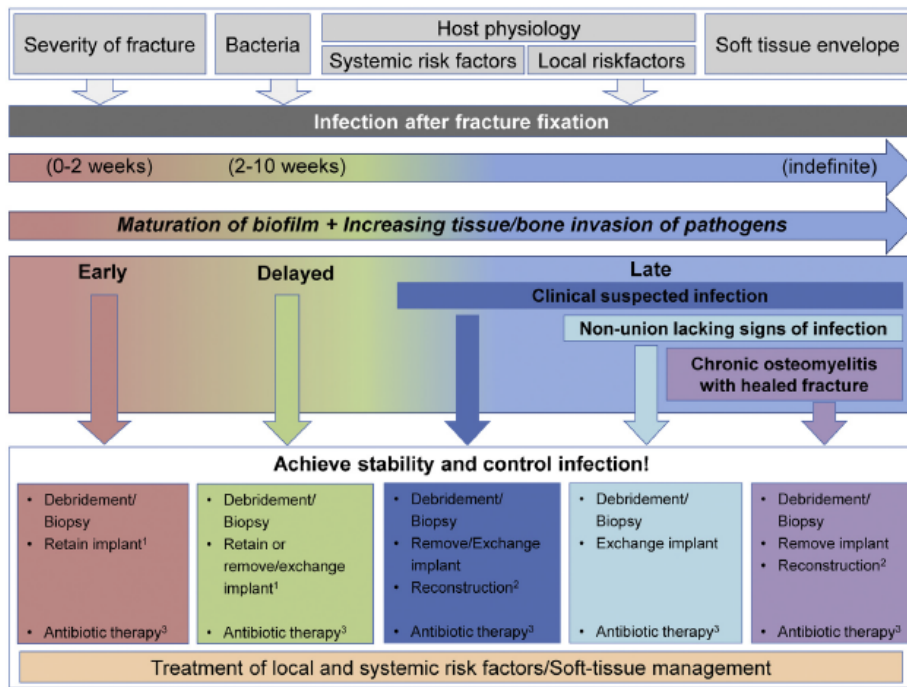 Severity of fracture
Bacteria
Host physiology
Systemic risk factors
Local riskfactors
Soft tissue envelope
Infection after fracture fixation
(0-2 weeks)
(2-10 weeks)
(indefinite)
Maturation of biofilm + Increasing tissue/bone invasion of pathogens
Early
Delayed
Late
Clinical suspected infection
Non-union lacking signs of infection
Chronic osteomyelitis
with healed fracture
Achieve stability and control infection!
• Debridement/
Biopsy
• Retain implant¹
• Antibiotic therapy³
• Debridement/
Biopsy
• Retain or
remove/exchange
implant¹
• Antibiotic therapy³
• Debridement/
Biopsy
• Remove/Exchange
implant
• Reconstruction²
• Antibiotic therapy³
• Debridement/
Biopsy
• Exchange implant
• Antibiotic therapy³
• Debridement/
Biopsy
• Remove implant
• Reconstruction²
• Antibiotic therapy³
Treatment of local and systemic risk factors/Soft-tissue management